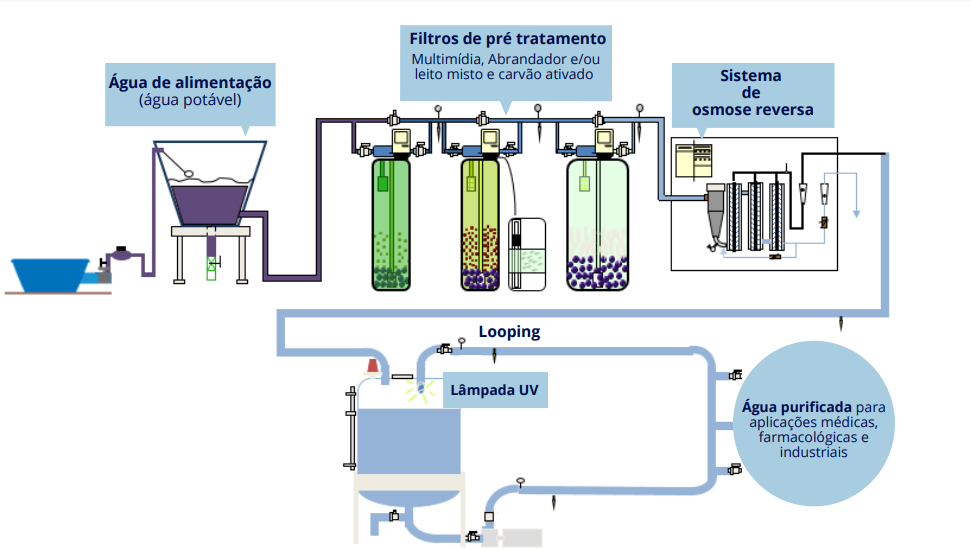 Filtros de pré tratamento
Multimídia, Abrandador e/ou
leito misto e carvão ativado
Água de alimentação
(água potável)
Sistema
de
osmose reversa
Looping
Lâmpada UV
Água purificada para
aplicações médicas,
farmacológicas e
industriais